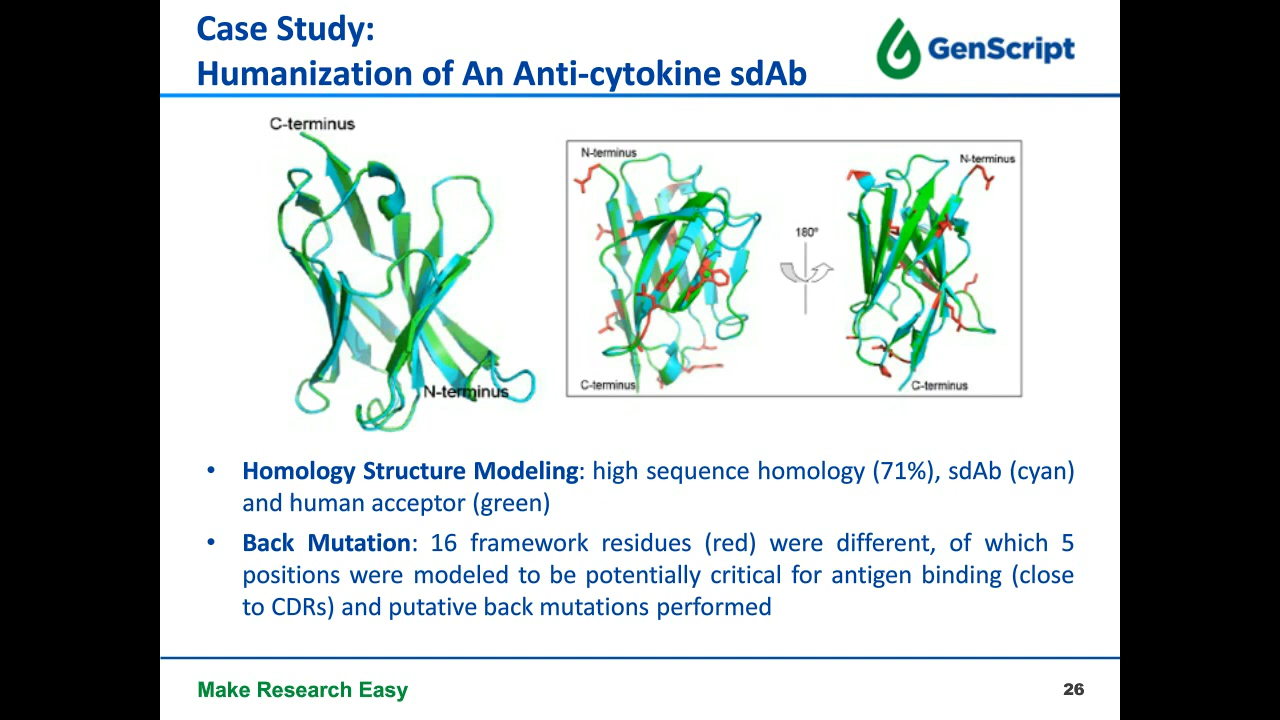 Case Study:
Humanization of An Anti-cytokine sdAb
GenScript
C-terminus
N-terminus
N-terminus
C-terminus
180°
N-terminus
C-terminus
• Homology Structure Modeling: high sequence homology (71%), sdAb (cyan)
and human acceptor (green)
• Back Mutation: 16 framework residues (red) were different, of which 5
positions were modeled to be potentially critical for antigen binding (close
to CDRs) and putative back mutations performed
Make Research Easy
26